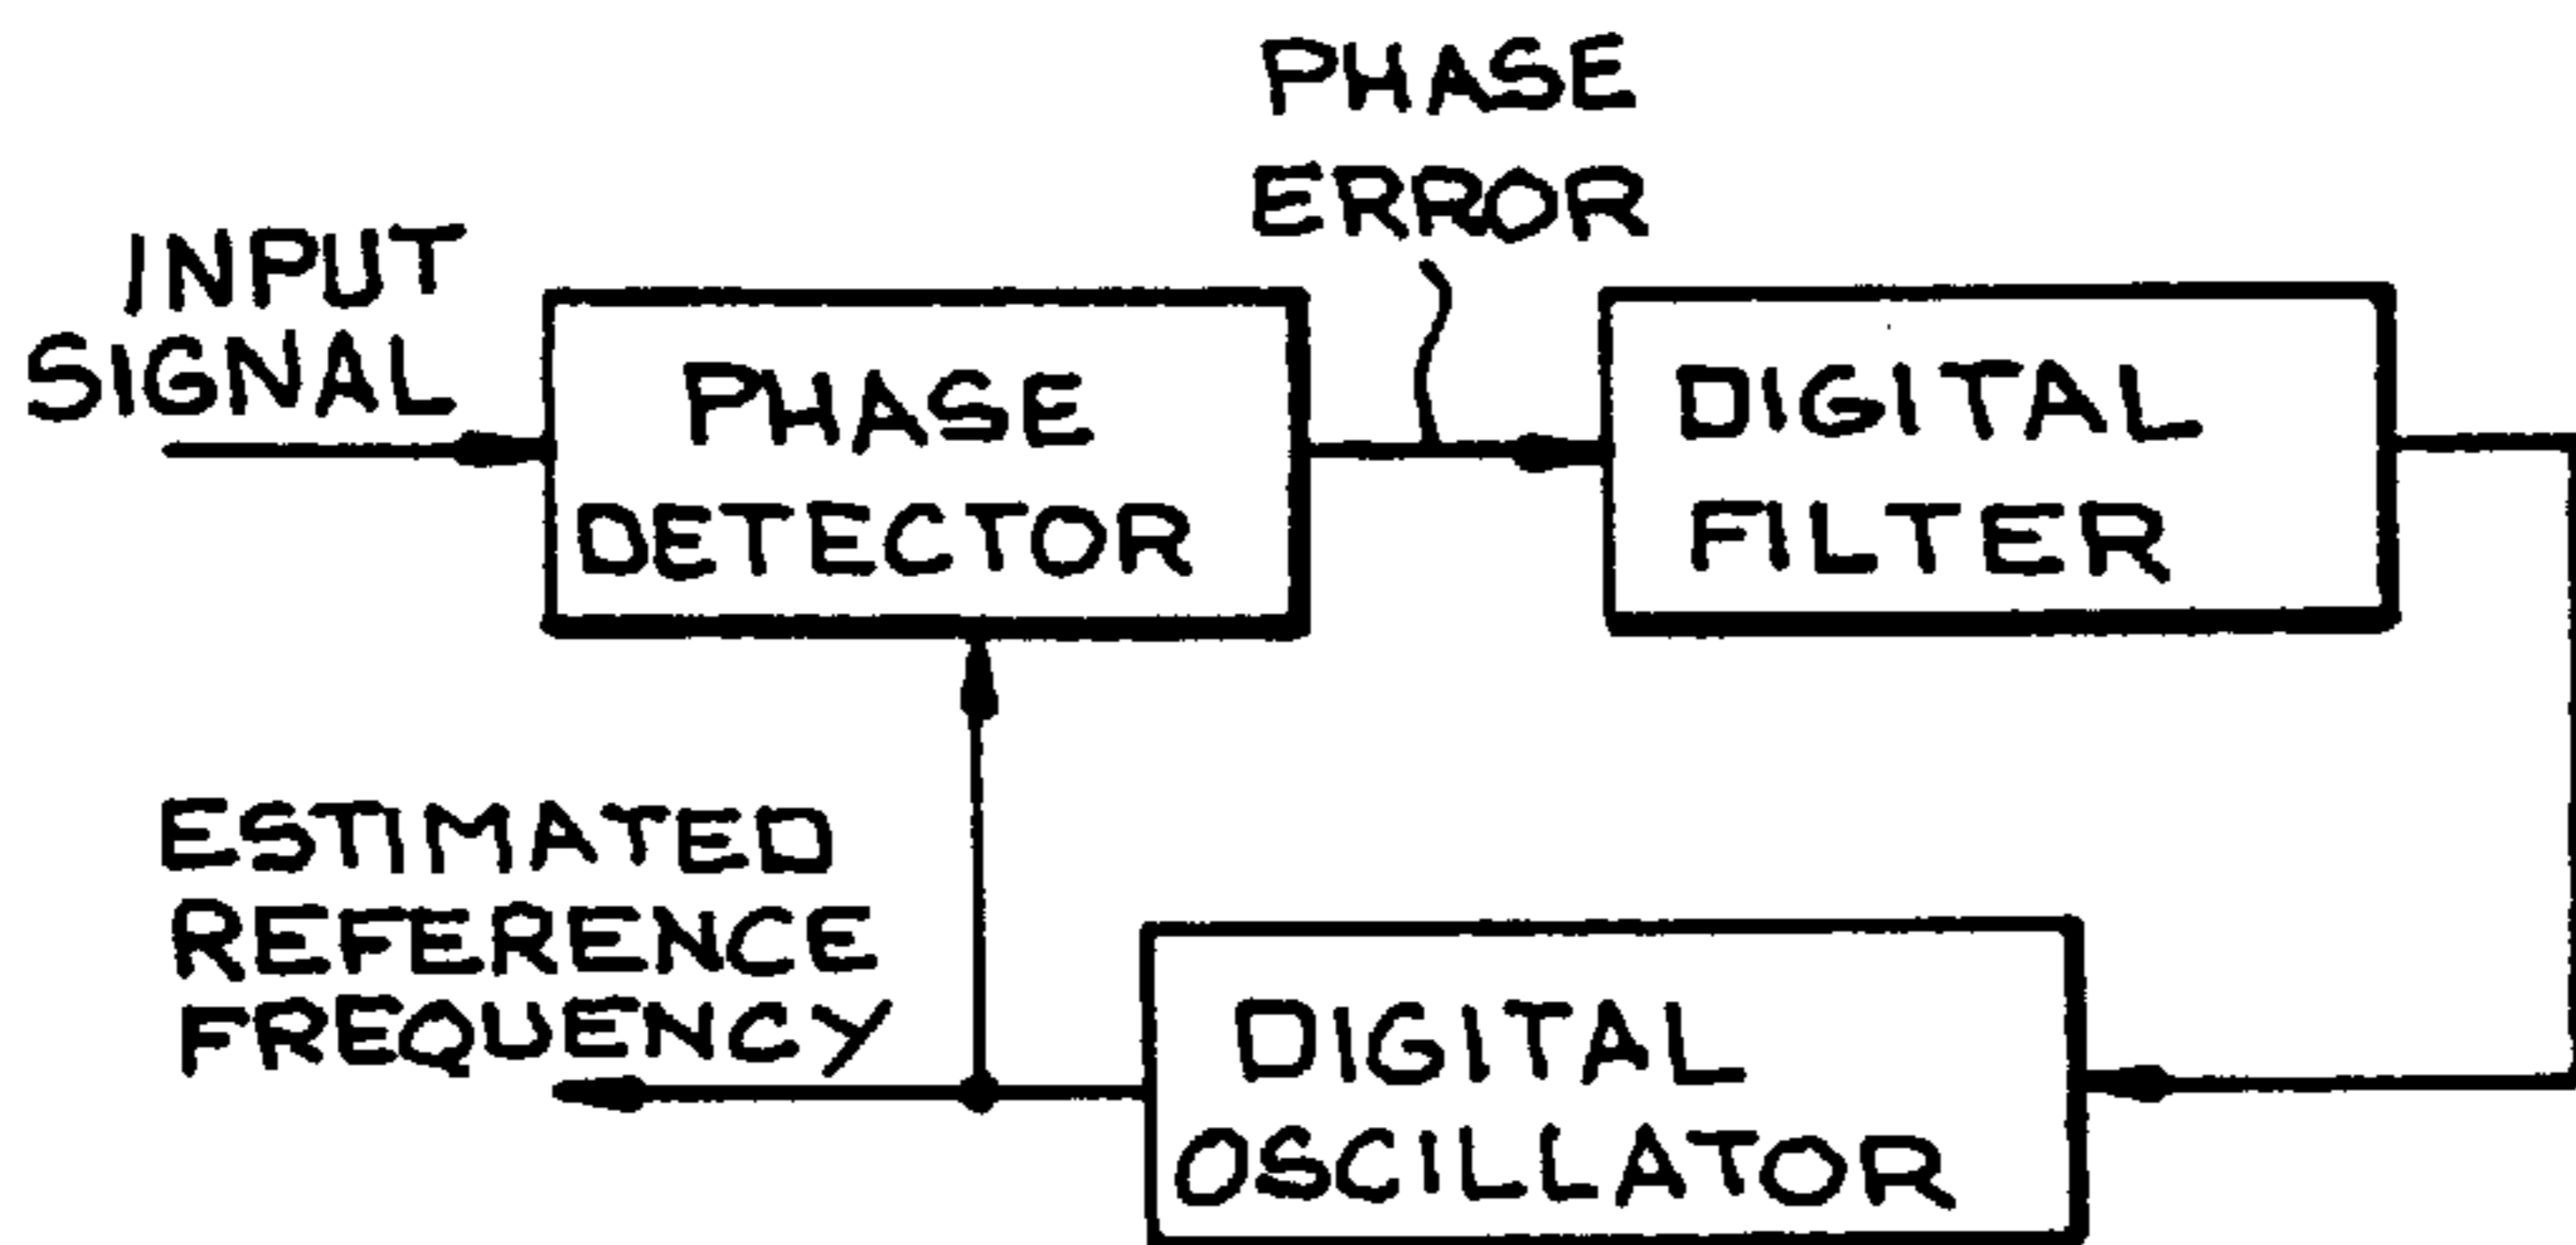 PHASE
ERROR
INPUT
SIGNAL
PHASE
DETECTOR
DIGITAL
FILTER
ESTIMATED
REFERENCE
FREQUENCY
DIGITAL
OSCILLATOR